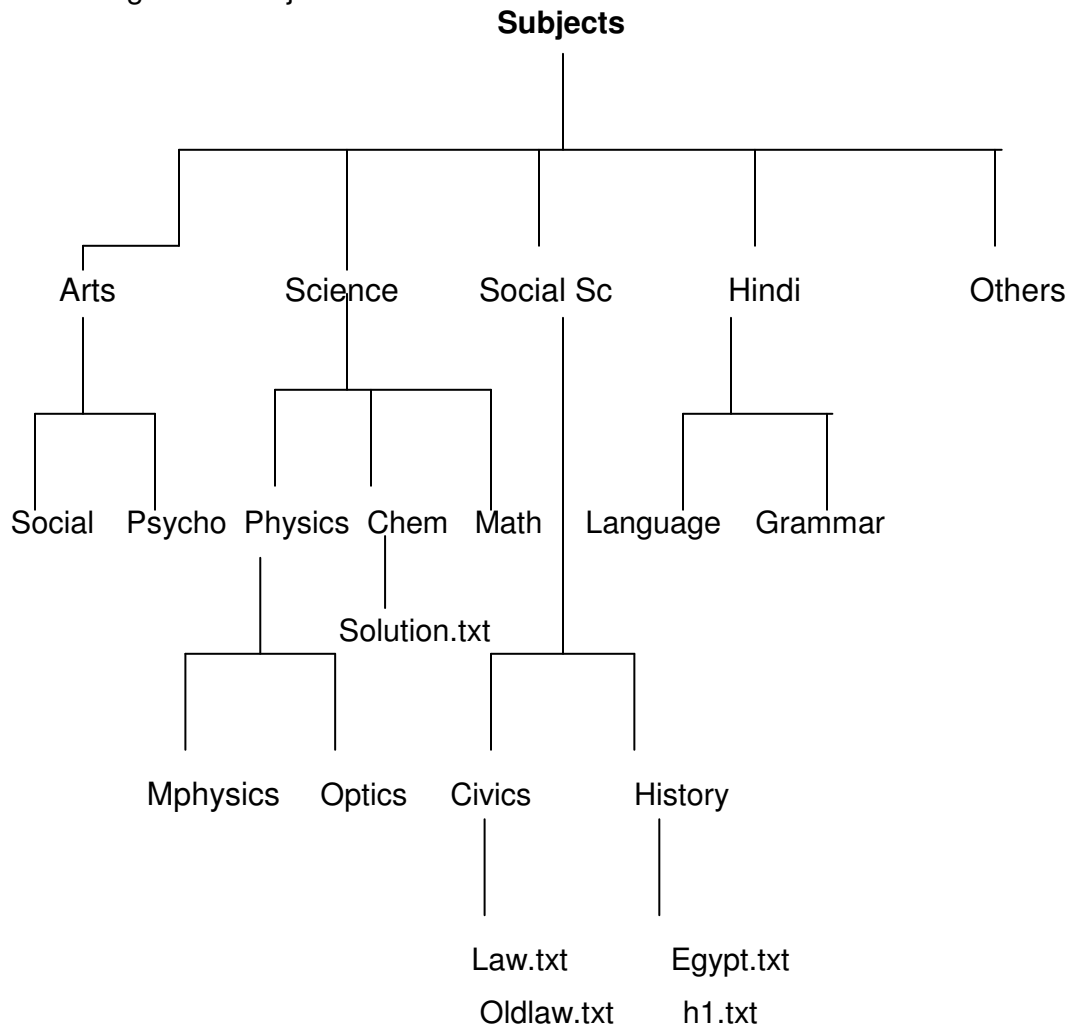 Subjects
Arts Science Social Sc Hindi Others
Social Psycho Physics Chem Math Language Grammar
Solution.txt
Mphysics Optics Civics History
Law.txt Egypt.txt
Oldlaw.txt h1.txt